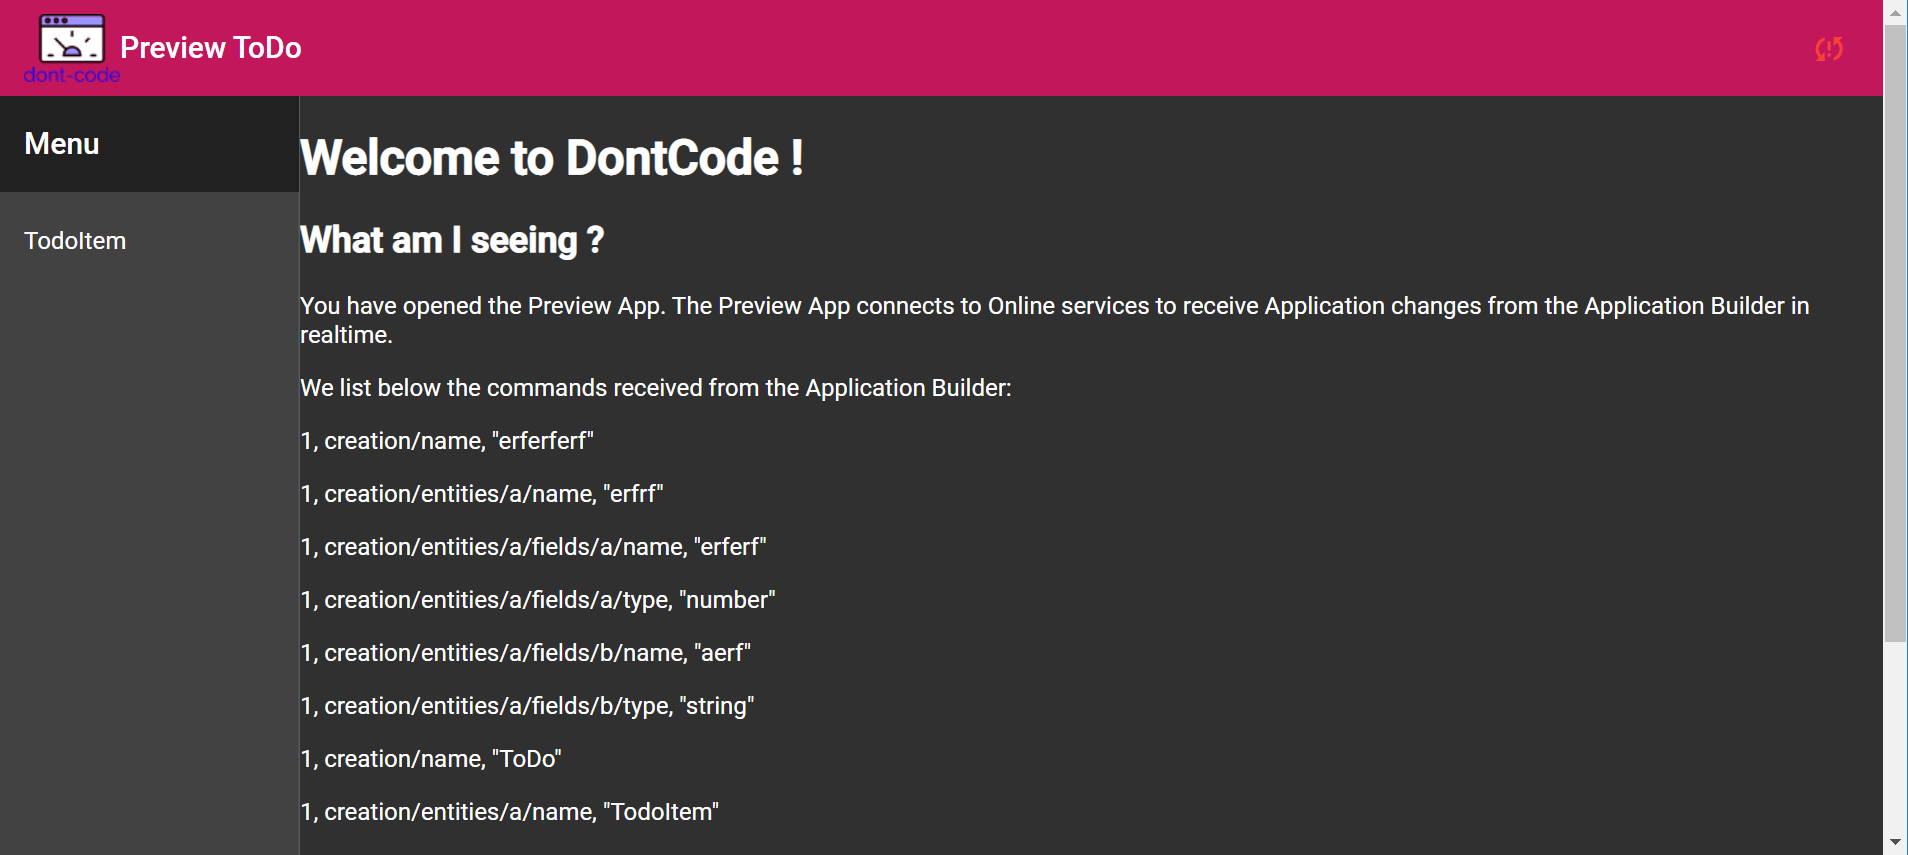 dont-code
Preview ToDo
Menu
TodoItem
Welcome to DontCode !
What am I seeing ?
You have opened the Preview App. The Preview App connects to Online services to receive Application changes from the Application Builder in
realtime.
We list below the commands received from the Application Builder:
1, creation/name, "erferferf"
1, creation/entities/a/name, "erfrf"
1, creation/entities/a/fields/a/name, "erferf"
1, creation/entities/a/fields/a/type, "number"
1, creation/entities/a/fields/b/name, "aerf"
1, creation/entities/a/fields/b/type, "string"
1, creation/name, "ToDo"
1, creation/entities/a/name, "TodoItem"